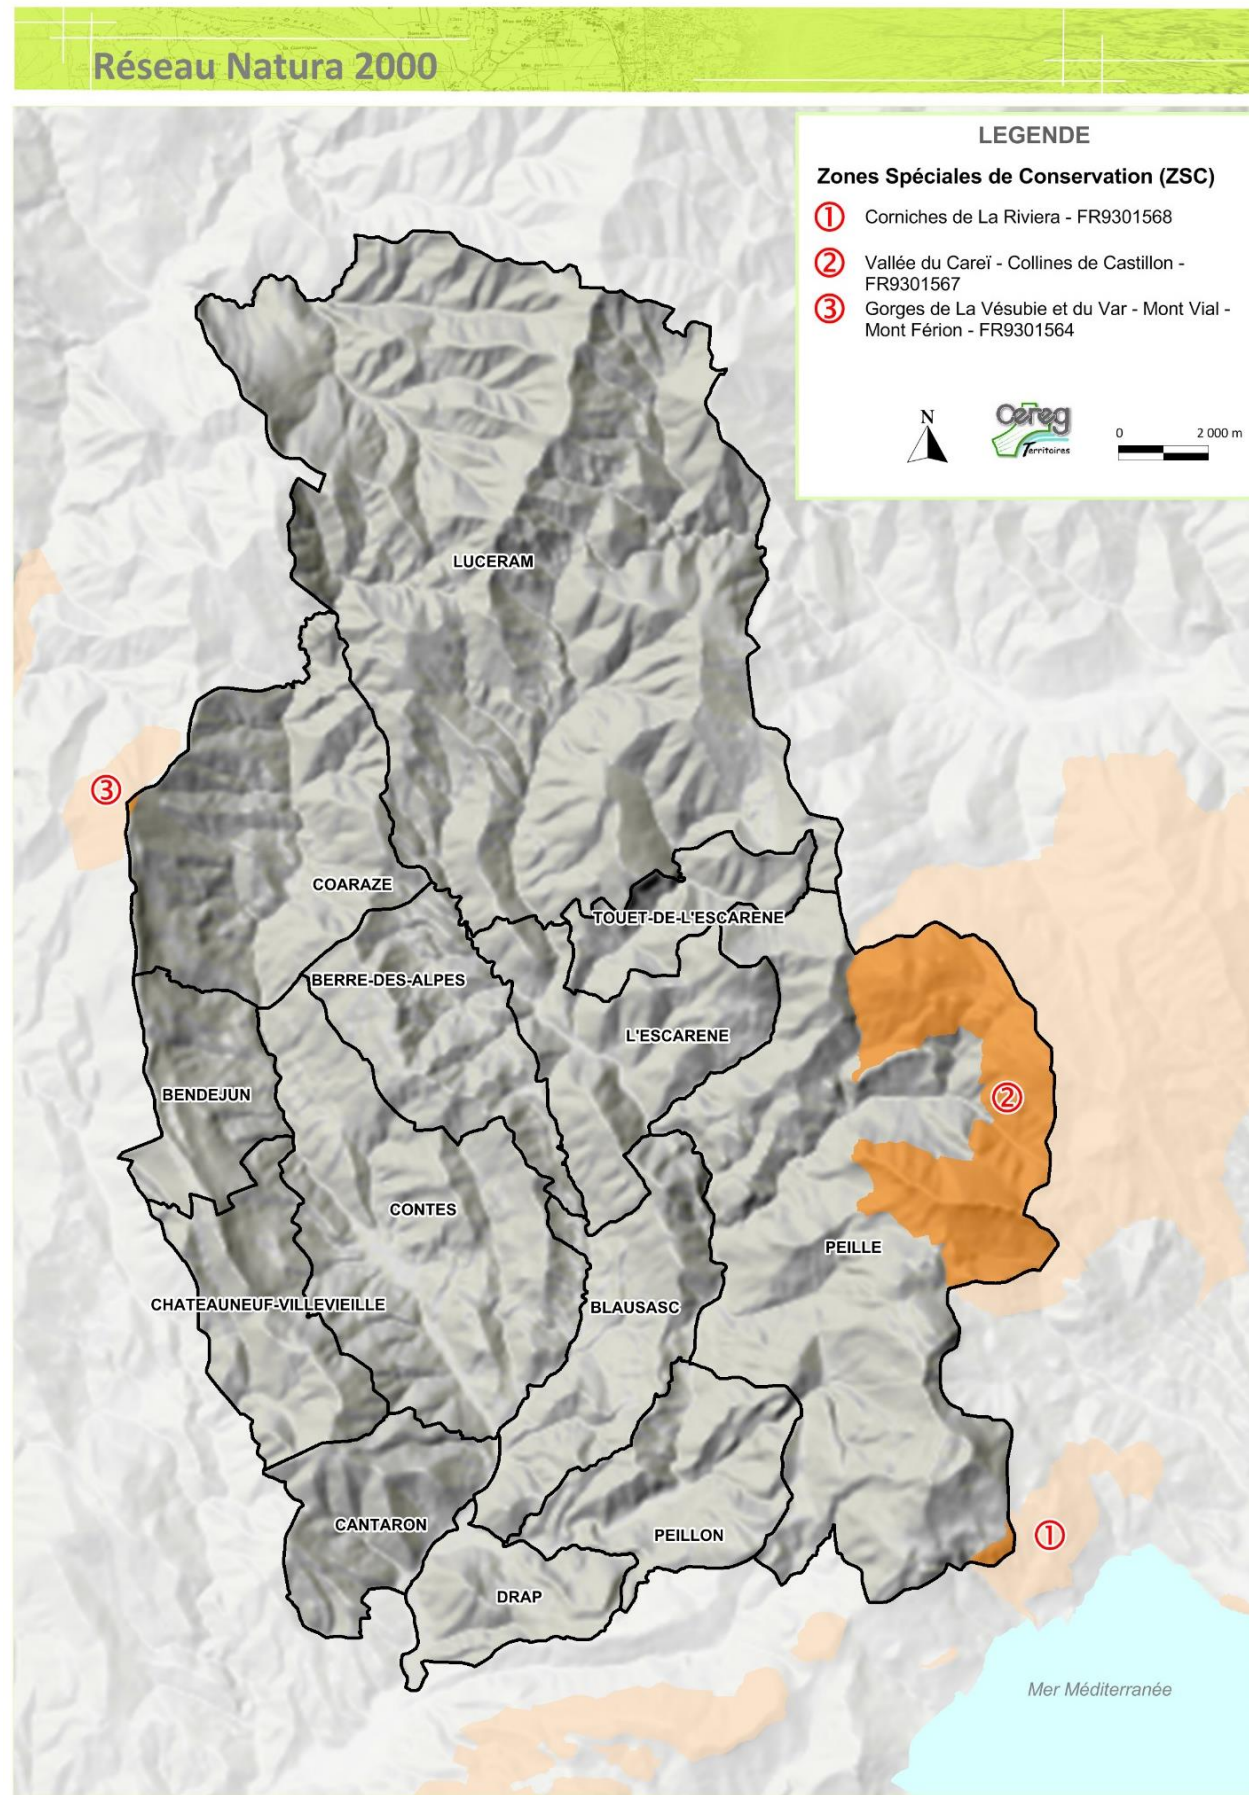 Réseau Natura 2000
LEGENDE
Zones Spéciales de Conservation (ZSC)
① Corniches de La Riviera - FR9301568
② Vallée du Careï - Collines de Castillon -
FR9301567
③ Gorges de La Vésubie et du Var - Mont Vial -
Mont Férion - FR9301564
N
Cereg
Territoires
0 2 000 m
LUCERAM
③
COARAZE
TOUET-DE-L'ESCARENE
BERRE-DES-ALPES
L'ESCARENE
BENDEJUN
②
CONTES
PEILLE
CHATEAUNEUF-VILLEVIEILLE
BLAUSASC
CANTARON
PEILLON
①
DRAP
Mer Méditerranée